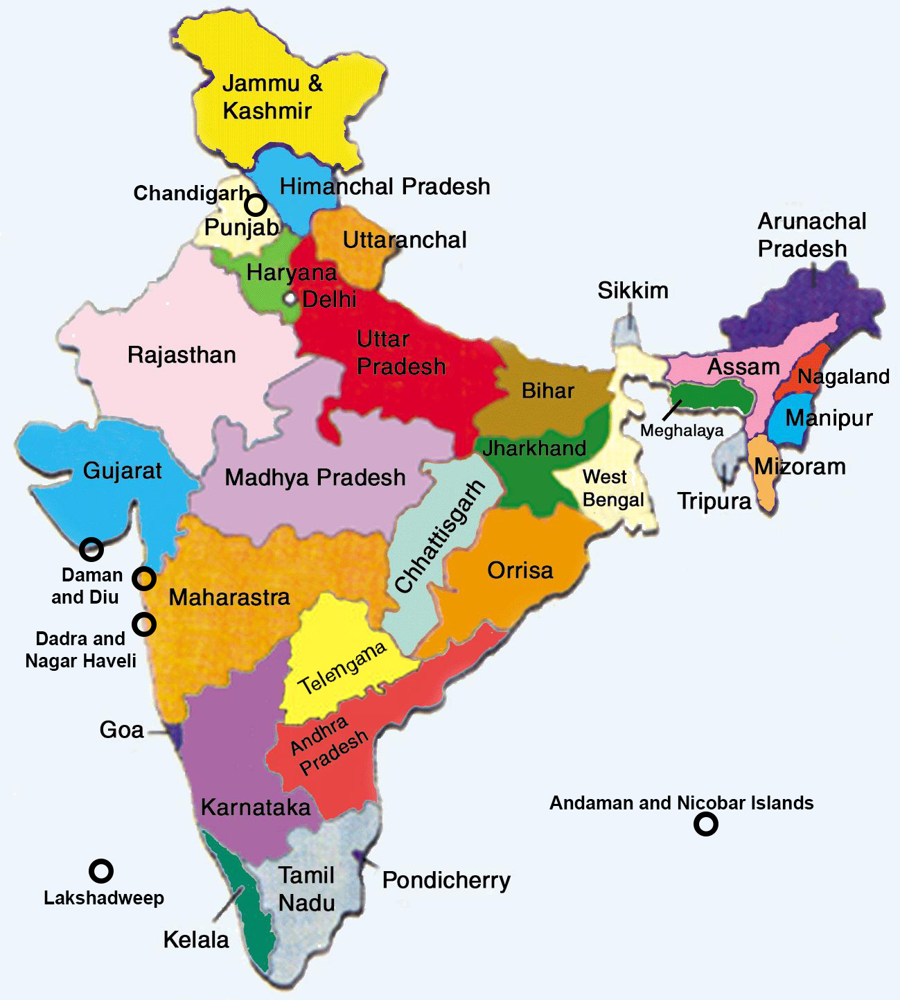 Jammu &
Kashmir
Chandigarh
Himanchal Pradesh
Punjab
Uttaranchal
Haryana
Delhi
Arunachal
Pradesh
Sikkim
Rajasthan
Uttar
Pradesh
Bihar
Assam
Nagaland
Meghalaya
Manipur
Jharkhand
Gujarat
Madhya Pradesh
West
Bengal
Mizoram
Tripura
Chhattisgarh
Orrisa
Daman
and Diu
Maharastra
Dadra and
Nagar Haveli
Telengana
Goa
Andhra
Pradesh
Karnataka
Andaman and Nicobar Islands
Tamil
Nadu
Pondicherry
Lakshadweep
Kelala